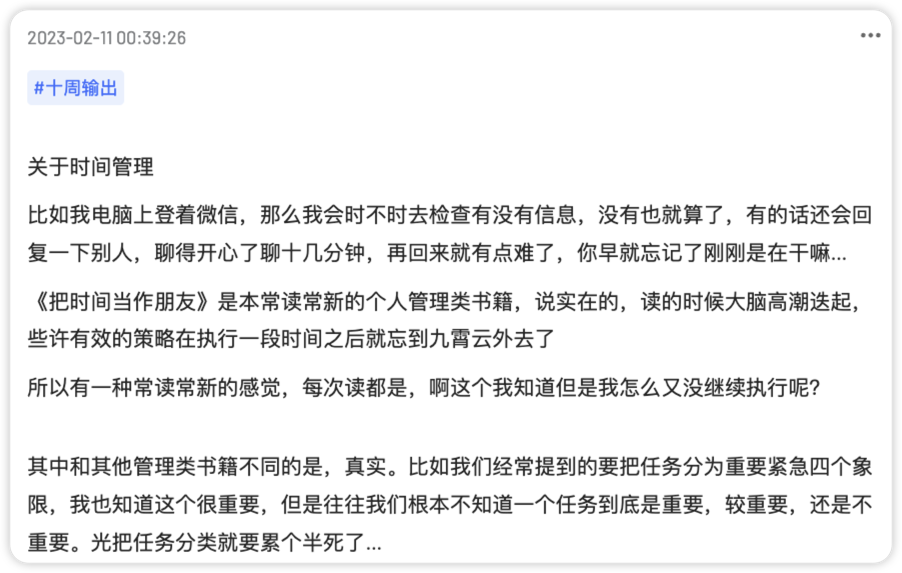 2023-02-11 00:39:26
#十周输出
关于时间管理
比如我电脑上登着微信，那么我会时不时去检查有没有信息，没有也就算了，有的话还会回
复一下别人，聊得开心了聊十几分钟，再回来就有点难了，你早就忘记了刚刚是在干嘛...
《把时间当作朋友》是本常读常新的个人管理类书籍，说实在的，读的时候大脑高潮迭起，
些许有效的策略在执行一段时间之后就忘到九霄云外去了
所以有一种常读常新的感觉，每次读都是，啊这个我知道但是我怎么又没继续执行呢？
其中和其他管理类书籍不同的是，真实。比如我们经常提到的要把任务分为重要紧急四个象
限，我也知道这个很重要，但是往往我们根本不知道一个任务到底是重要，较重要，还是不
重要。光把任务分类就要累个半死了...